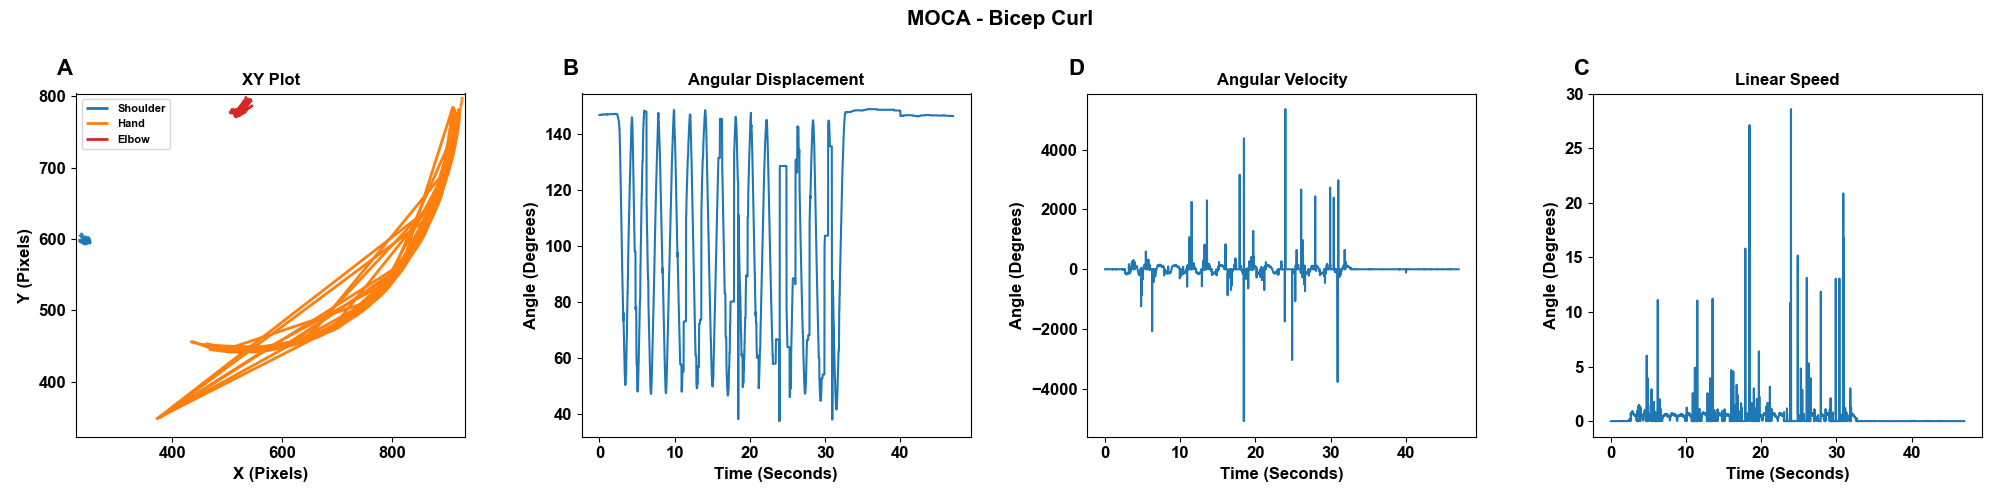 MOCA - Bicep Curl
A
XY Plot
Shoulder
Hand
Elbow
800
700
600
500
400
Y (Pixels)
400 600 800
X (Pixels)
B
Angular Displacement
140
120
100
80
60
40
Angle (Degrees)
0 10 20 30 40
Time (Seconds)
D
Angular Velocity
4000
2000
0
−2000
−4000
Angle (Degrees)
0 10 20 30 40
Time (Seconds)
C
Linear Speed
30
25
20
15
10
5
0
Angle (Degrees)
0 10 20 30 40
Time (Seconds)